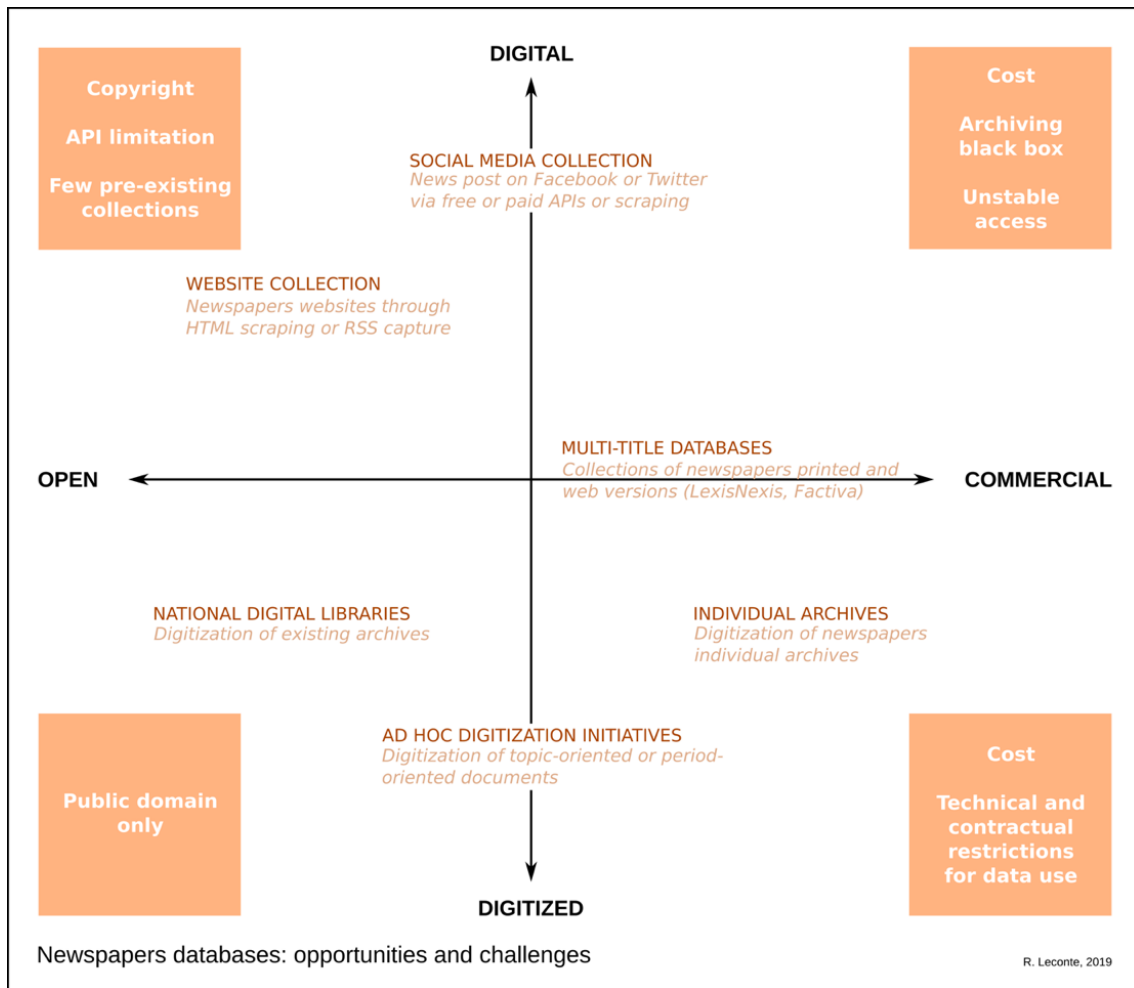 DIGITAL
Copyright
API limitation
Few pre-existing
collections
Cost
Archiving
black box
Unstable
access
SOCIAL MEDIA COLLECTION
News post on Facebook or Twitter
via free or paid APIs or scraping
WEBSITE COLLECTION
Newspapers websites through
HTML scraping or RSS capture
MULTI-TITLE DATABASES
Collections of newspapers printed and
web versions (LexisNexis, Factiva)
OPEN
COMMERCIAL
NATIONAL DIGITAL LIBRARIES
Digitization of existing archives
INDIVIDUAL ARCHIVES
Digitization of newspapers
individual archives
AD HOC DIGITIZATION INITIATIVES
Digitization of topic-oriented or period-
oriented documents
Public domain
only
Cost
Technical and
contractual
restrictions
for data use
DIGITIZED
Newspapers databases: opportunities and challenges
R. Leconte, 2019